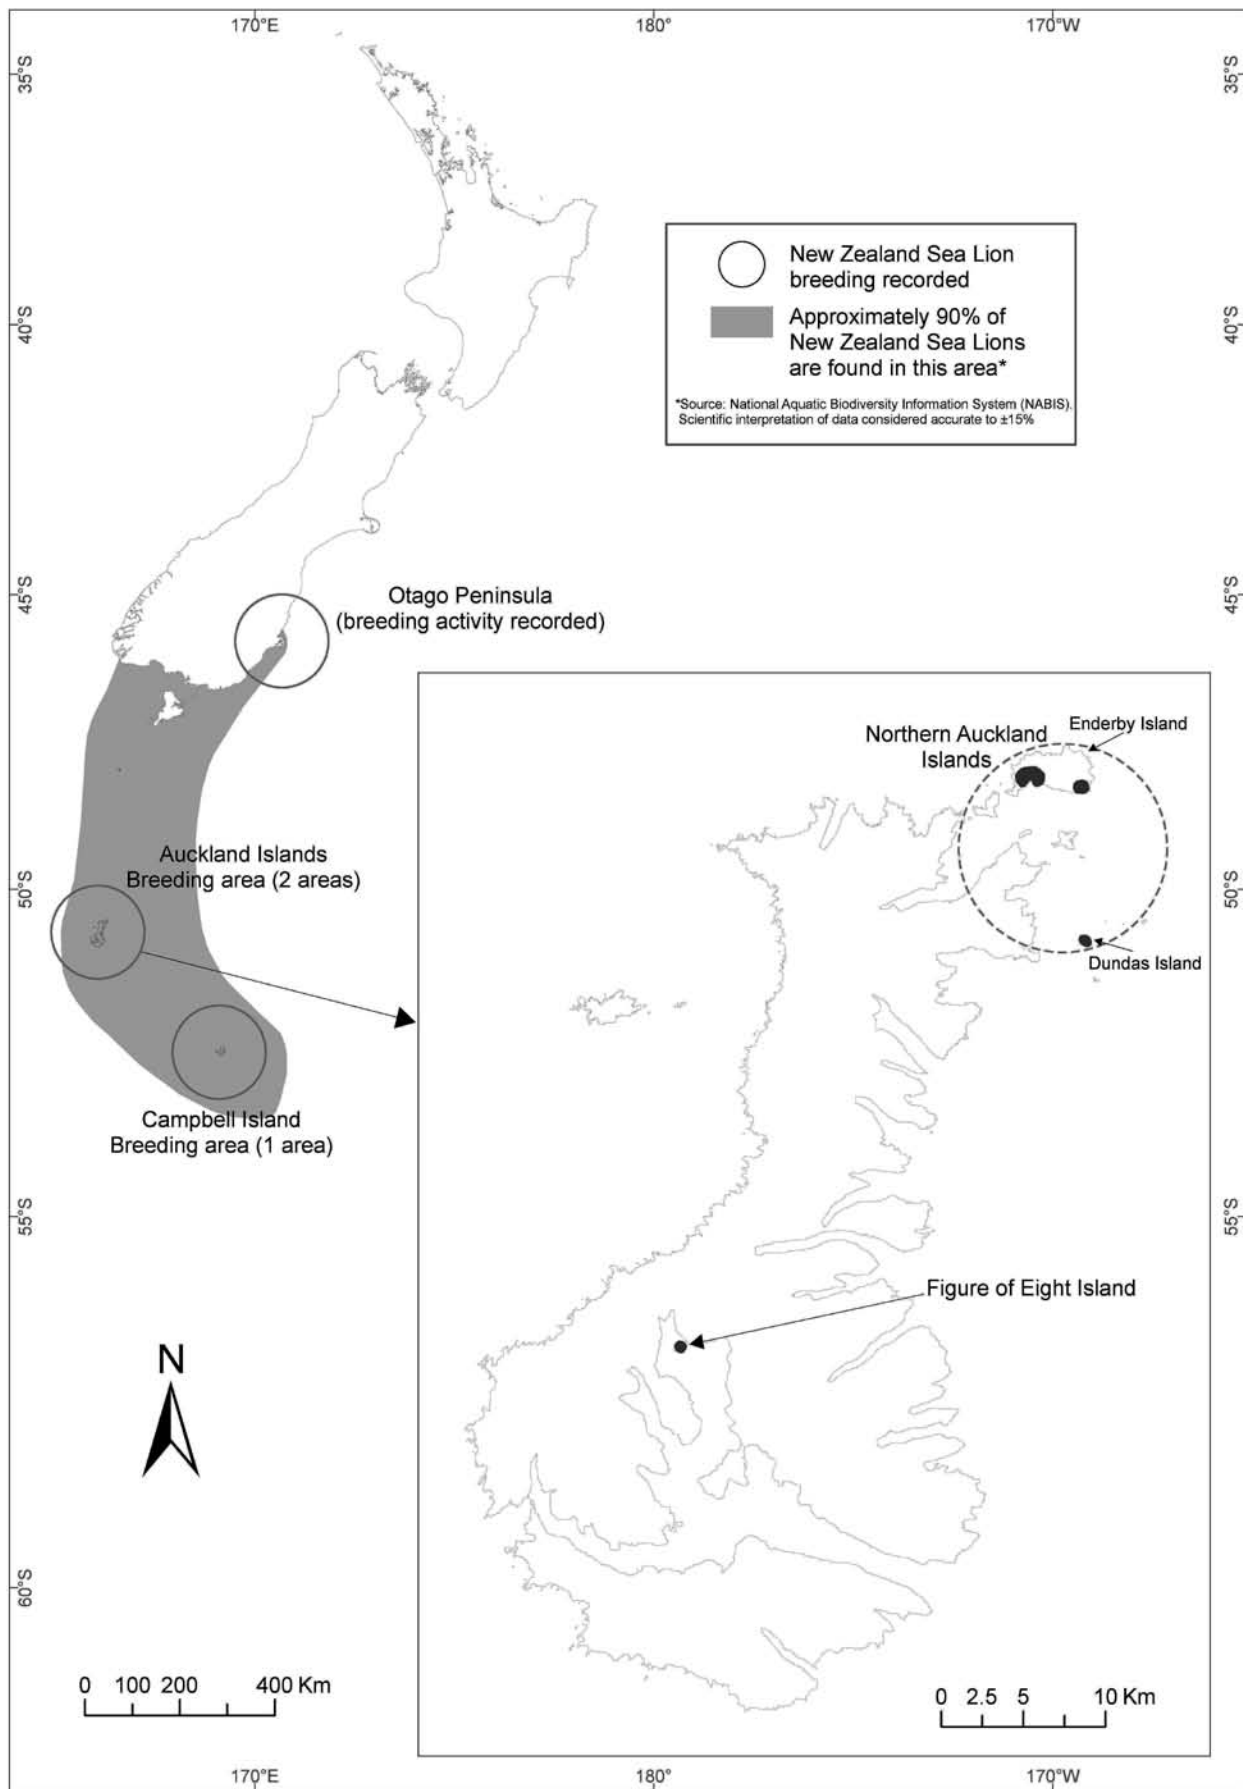 170°E
180°
170°W
35°S
35°S
New Zealand Sea Lion
breeding recorded
Approximately 90% of
New Zealand Sea Lions
are found in this area*
*Source: National Aquatic Biodiversity Information System (NABIS).
Scientific interpretation of data considered accurate to ±15%
40°S
40°S
45°S
45°S
Otago Peninsula
(breeding activity recorded)
Northern Auckland
Islands
Enderby Island
Auckland Islands
Breeding area (2 areas)
50°S
50°S
Dundas Island
Campbell Island
Breeding area (1 area)
55°S
55°S
Figure of Eight Island
N
60°S
0 100 200 400 Km
0 2.5 5 10 Km
170°E
180°
170°W